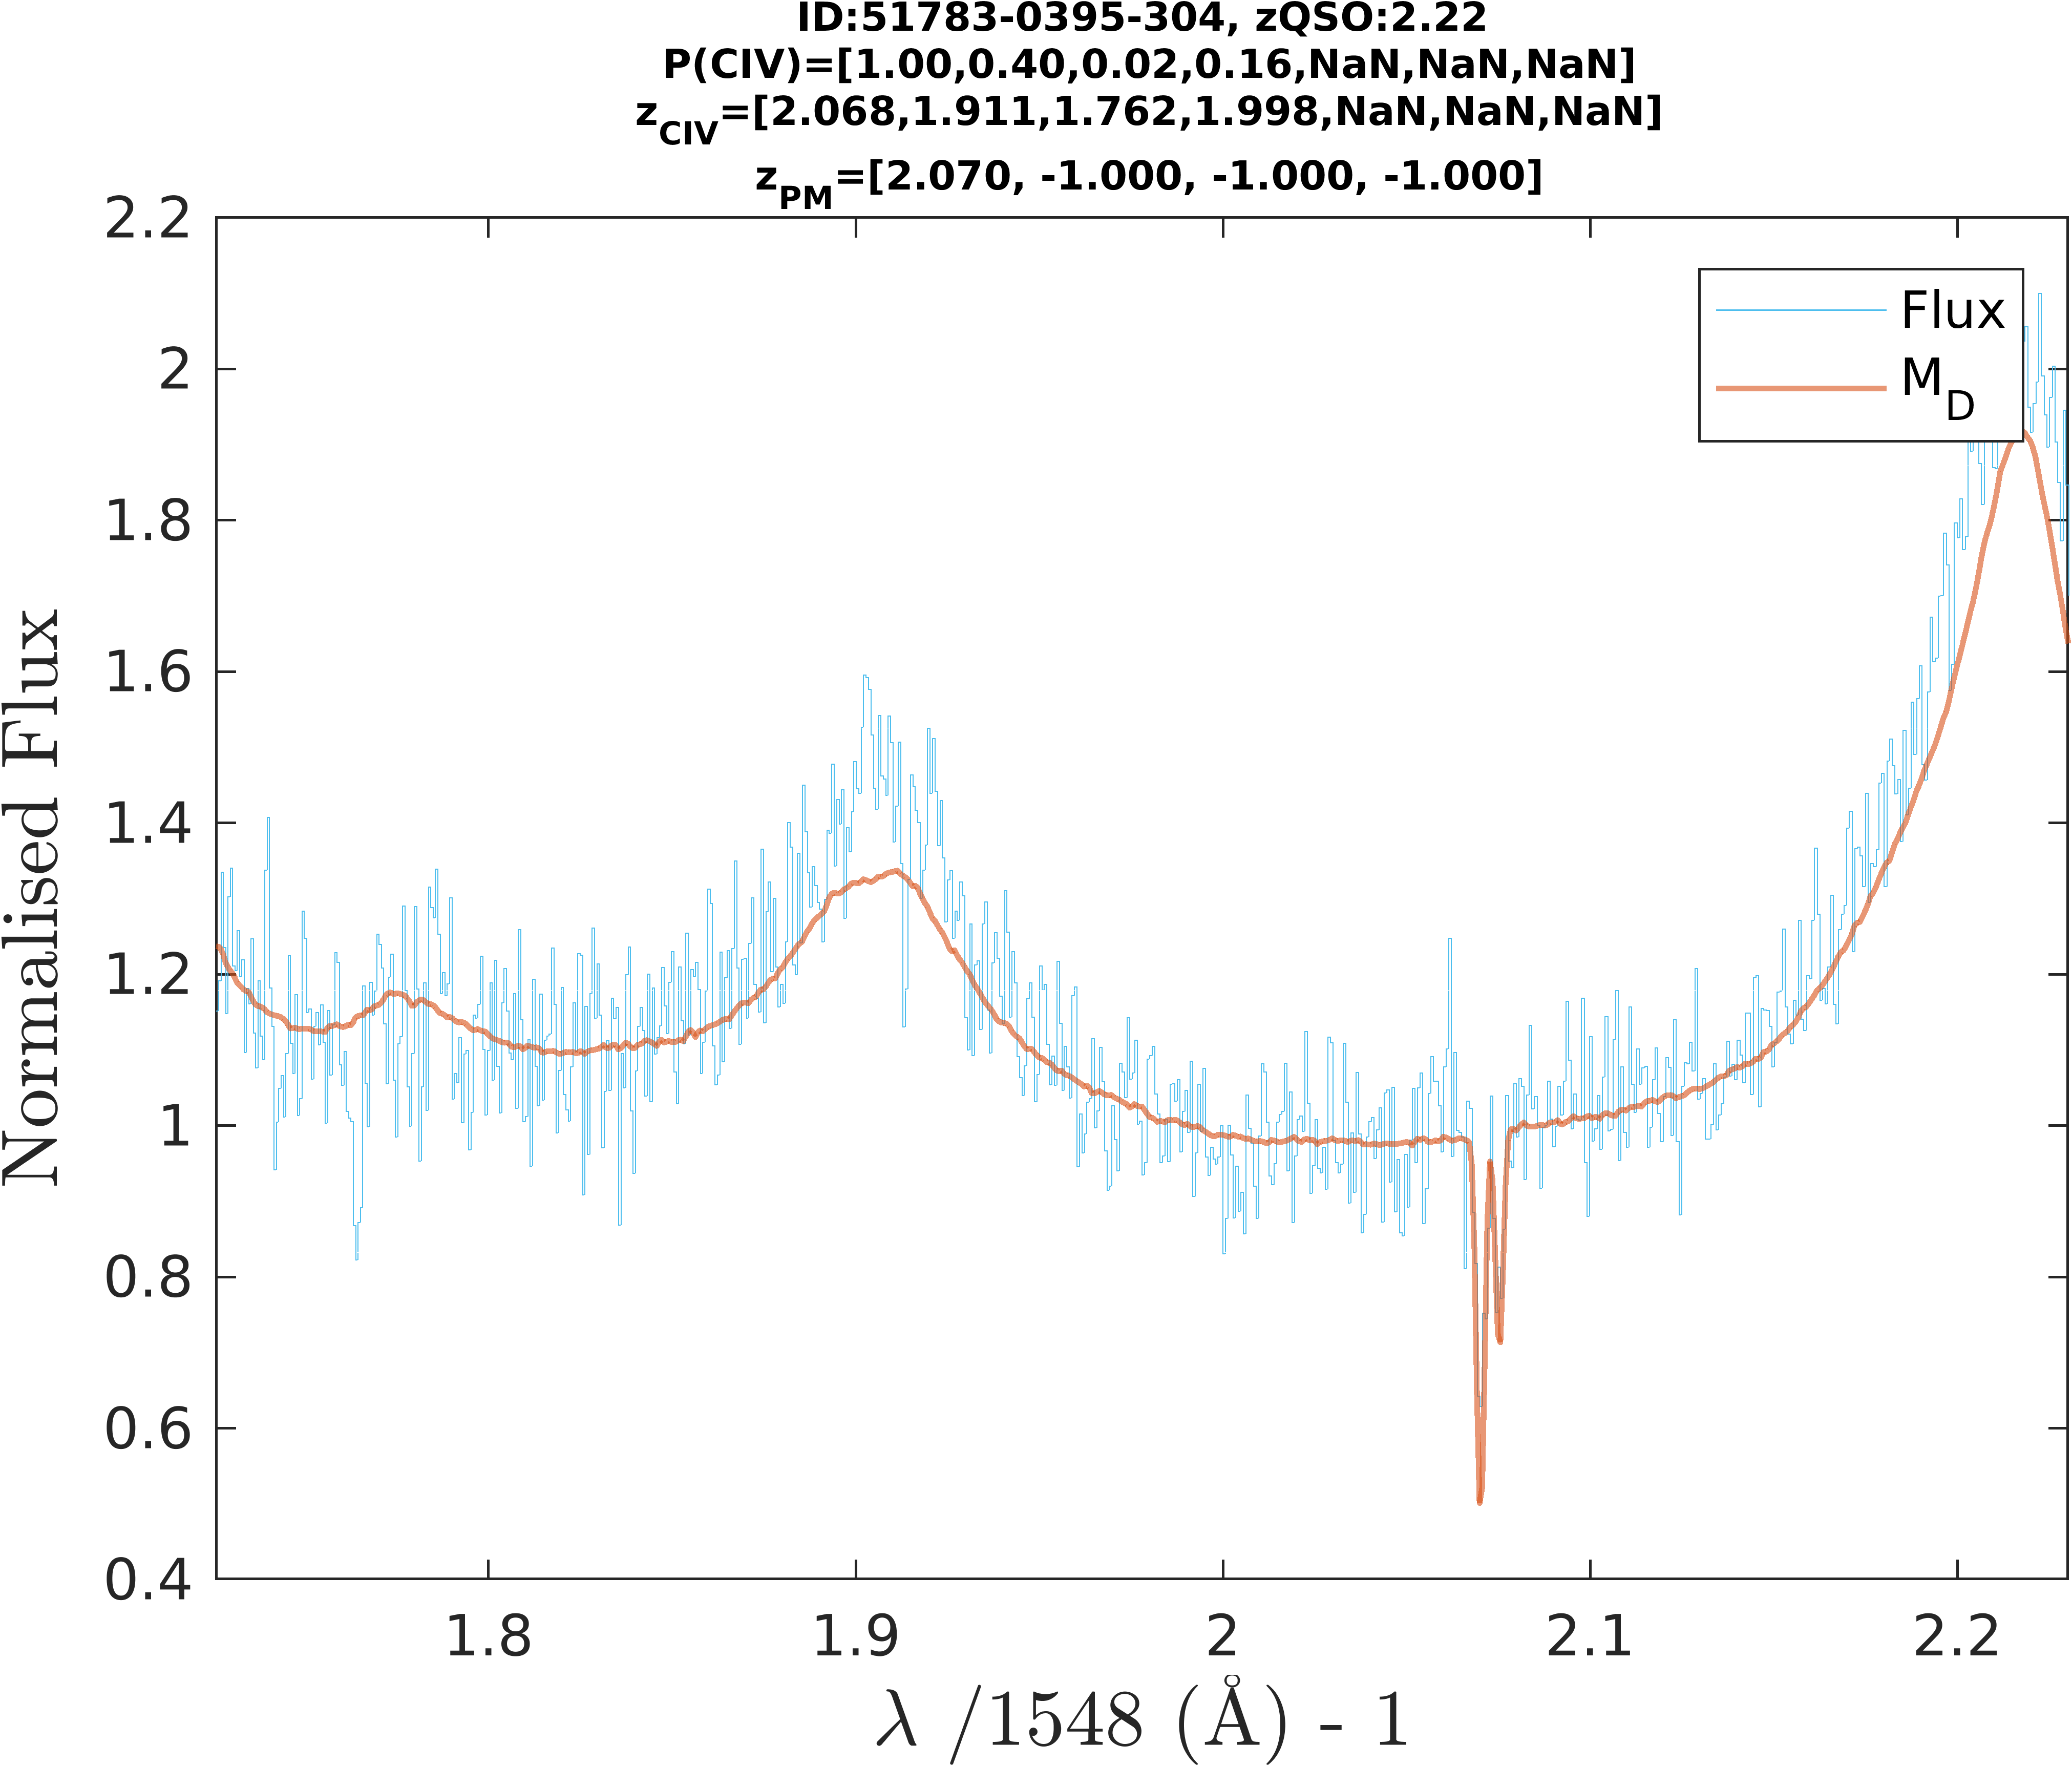 ID:51783-0395-304, zQSO:2.22
P(CIV)=[1.00,0.40,0.02,0.16,NaN,NaN,NaN]
zCIV=[2.068,1.911,1.762,1.998,NaN,NaN,NaN]
zPM=[2.070, -1.000, -1.000, -1.000]
2.2
2
1.8
1.6
1.4
1.2
1
0.8
0.6
0.4
Normalised Flux
Flux
MD
1.8
1.9
2
2.1
2.2
λ /1548 (Å) - 1